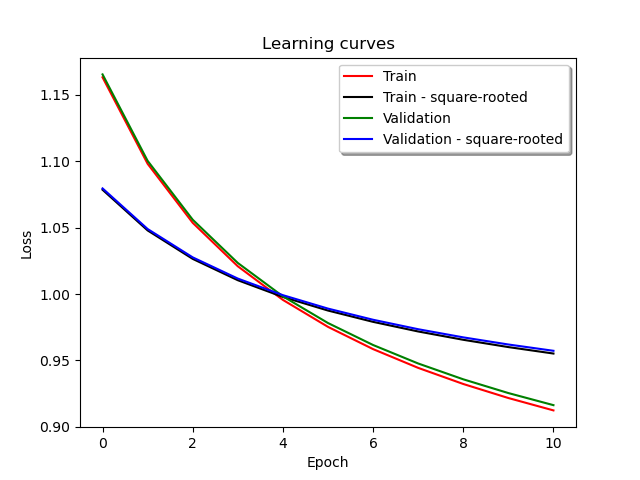 Learning curves
Train
Train - square-rooted
Validation
Validation - square-rooted
1.15
1.10
1.05
1.00
0.95
0.90
Loss
0 2 4 6 8 10
Epoch